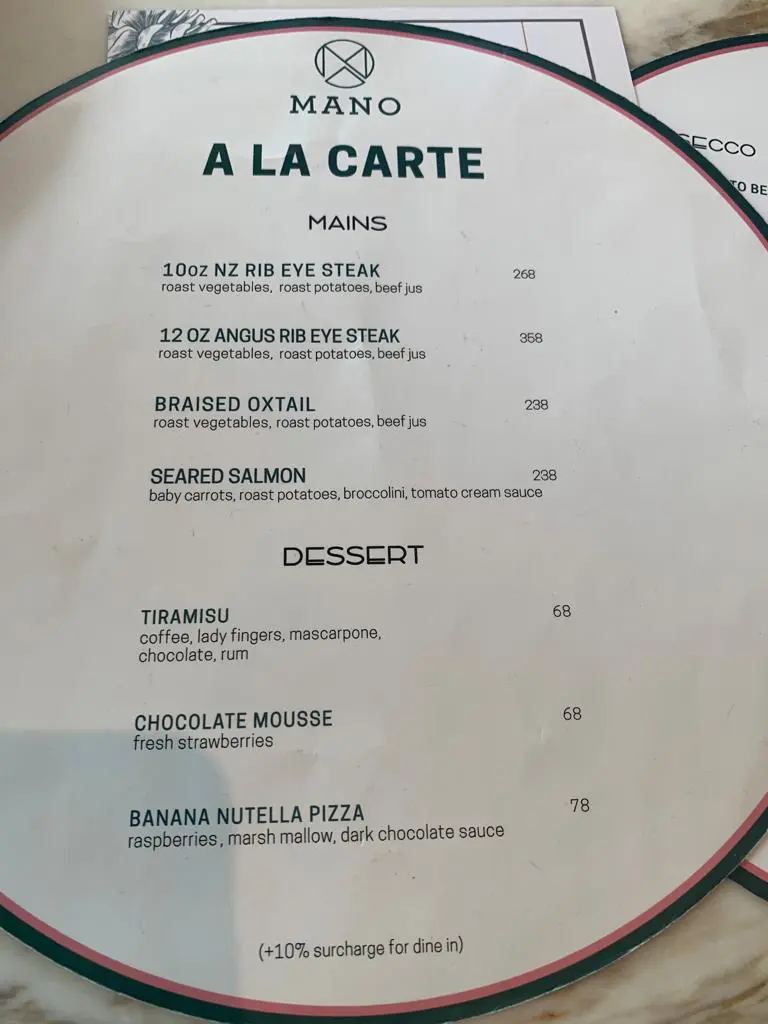 MANO
A LA CARTE
MAINS
10oz NZ RIB EYE STEAK 268
roast vegetables, roast potatoes, beef jus
12 OZ ANGUS RIB EYE STEAK 358
roast vegetables, roast potatoes, beef jus
BRAISED OXTAIL 238
roast vegetables, roast potatoes, beef jus
SEARED SALMON 238
baby carrots, roast potatoes, broccolini, tomato cream sauce
DESSERT
TIRAMISU 68
coffee, lady fingers, mascarpone,
chocolate, rum
CHOCOLATE MOUSSE 68
fresh strawberries
BANANA NUTELLA PIZZA 78
raspberries, marsh mallow, dark chocolate sauce
(+10% surcharge for dine in)
SECCO
TO BE